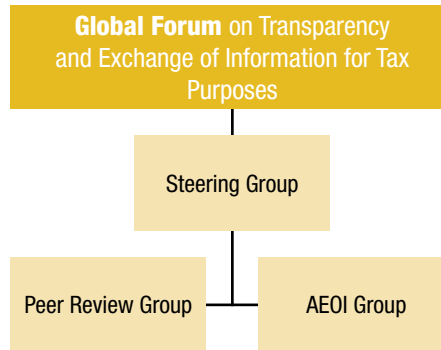 Global Forum on Transparency
and Exchange of Information for Tax
Purposes
Steering Group
Peer Review Group
AEOI Group